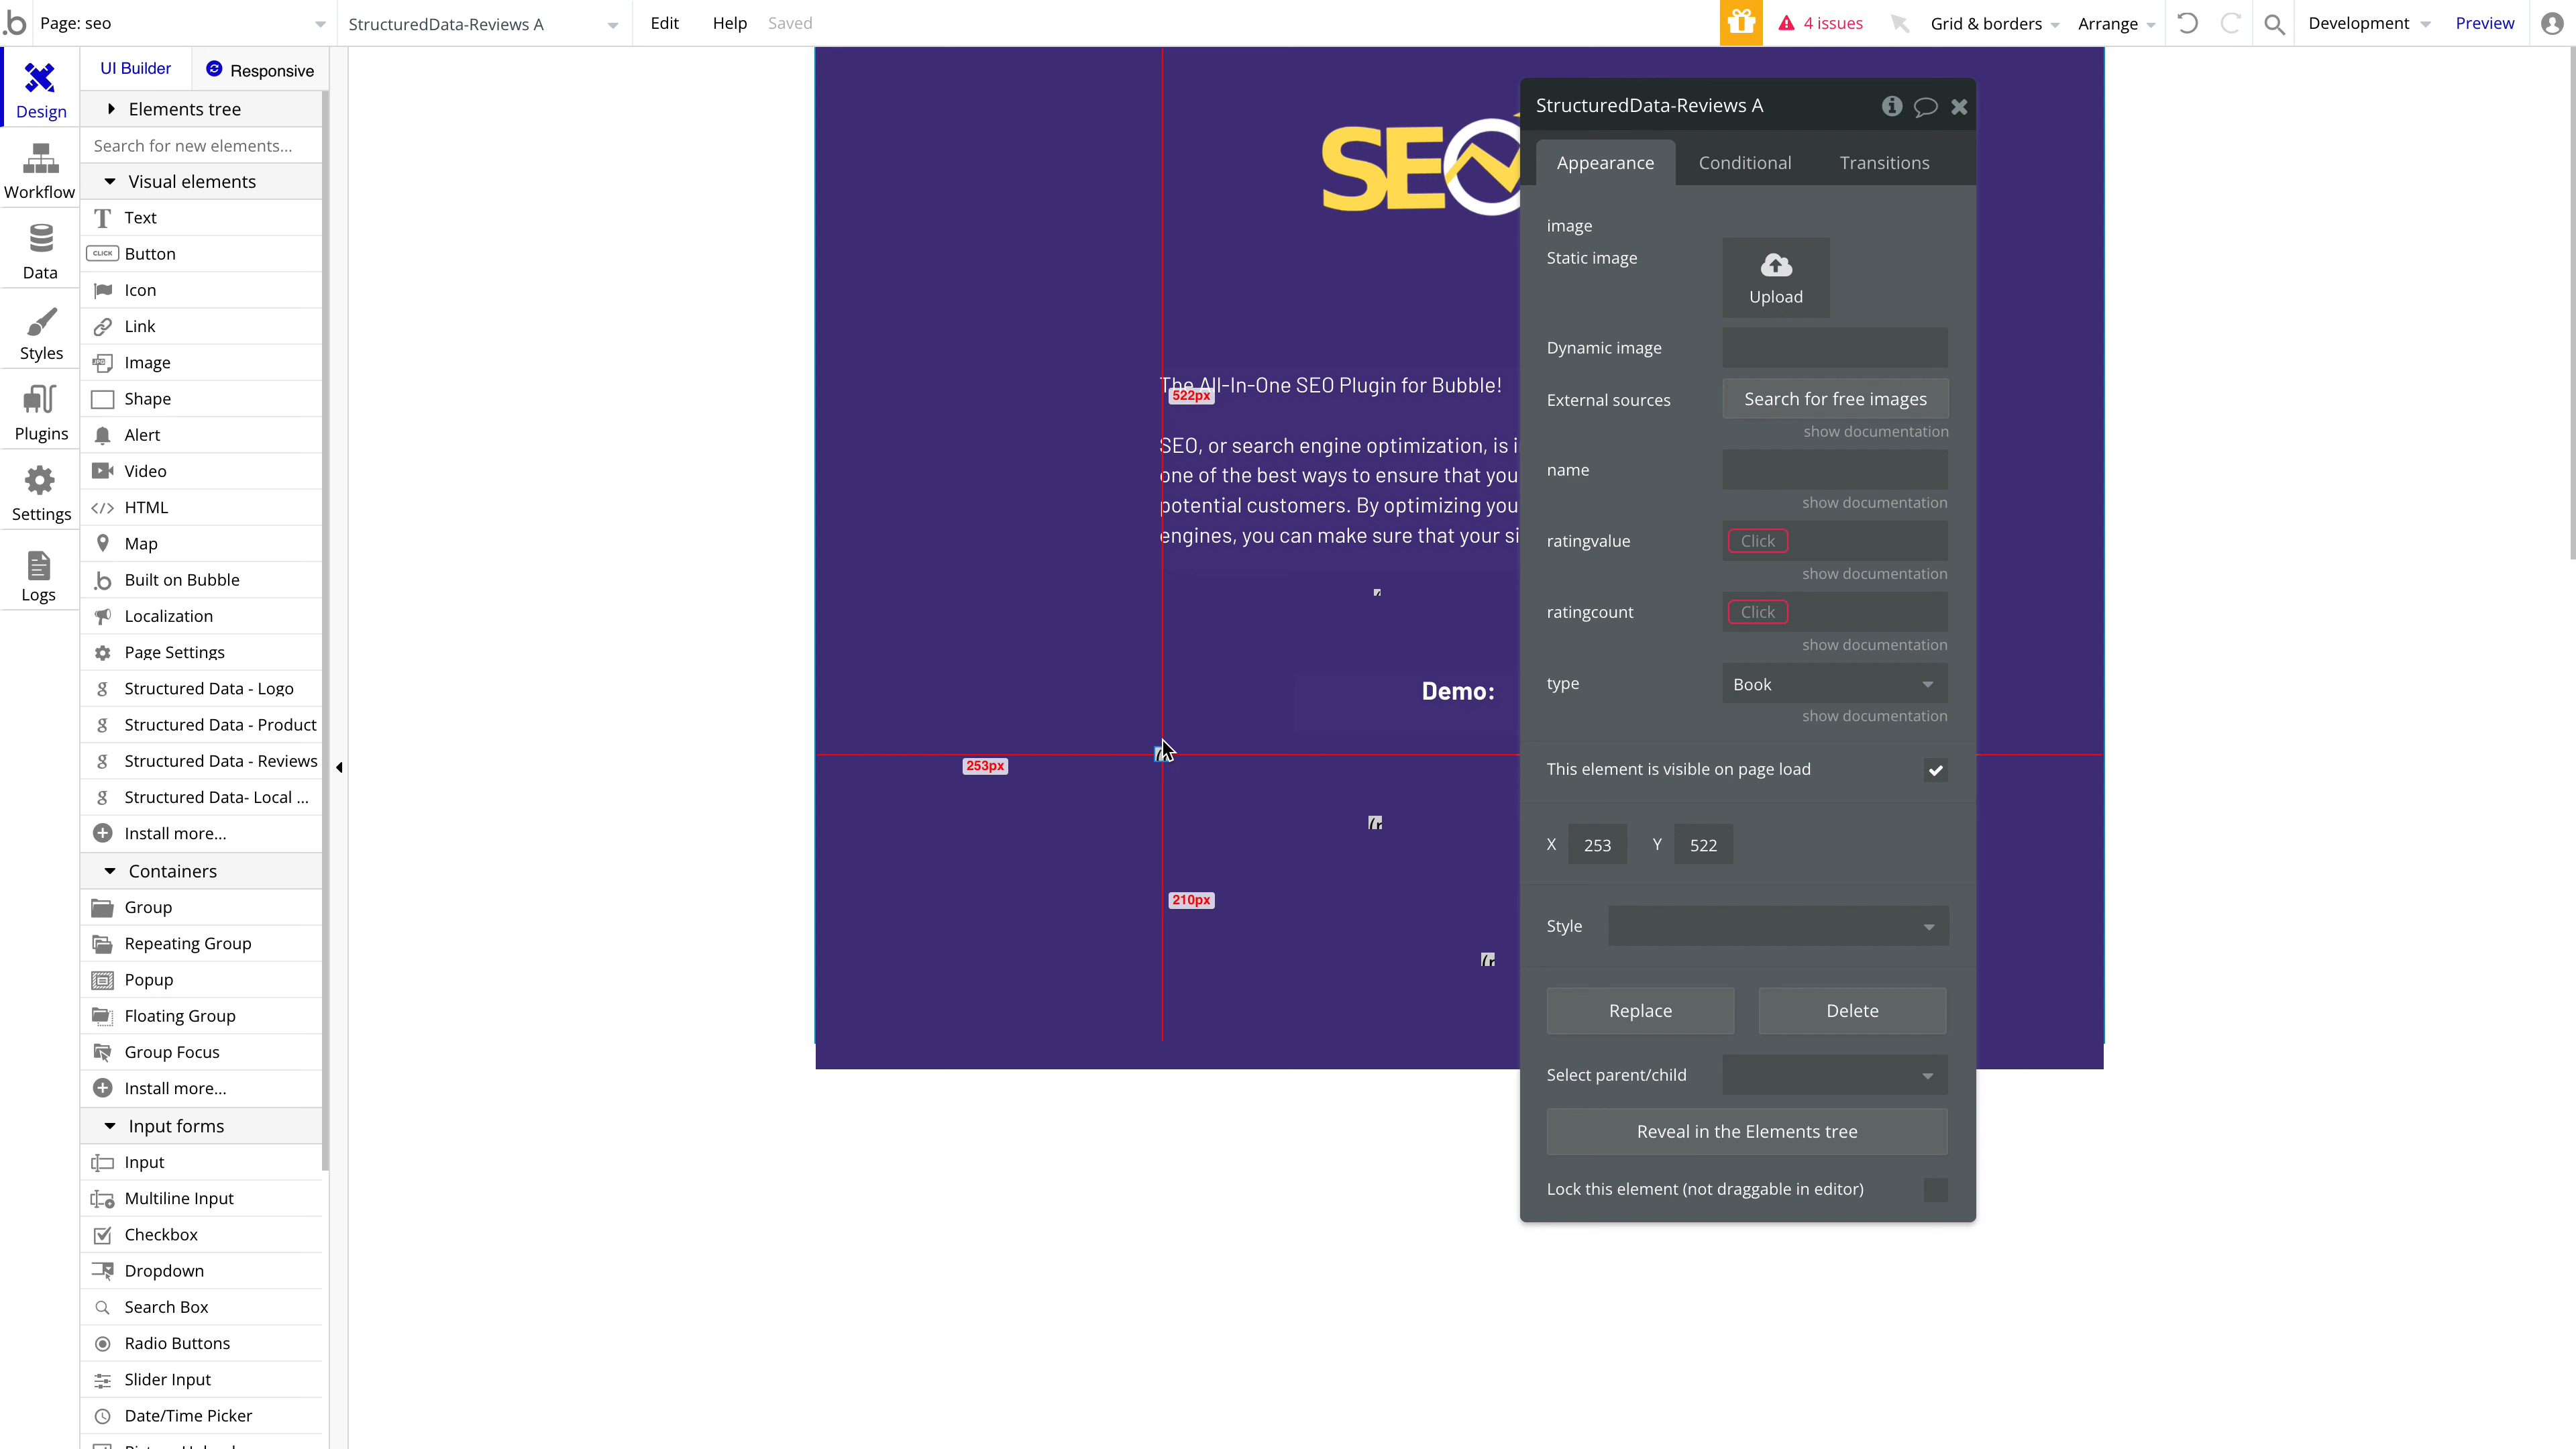 Page: seo
StructuredData-Reviews A
Edit
Help
Saved
4 issues
Grid & borders
Arrange
Development
Preview
Design
Workflow
Data
Styles
Plugins
Settings
Logs
UI Builder
Responsive
Elements tree
Search for new elements...
Visual elements
Text
CLICK
Button
Icon
Link
Image
Shape
Alert
Video
HTML
Map
Built on Bubble
Localization
Page Settings
Structured Data - Logo
Structured Data - Product
Structured Data - Reviews
Structured Data- Local ...
Install more...
Containers
Group
Repeating Group
Popup
Floating Group
Group Focus
Install more...
Input forms
Input
Multiline Input
Checkbox
Dropdown
Search Box
Radio Buttons
Slider Input
Date/Time Picker
SEO
The All-In-One SEO Plugin for Bubble!
522px
SEO, or search engine optimization, is i
one of the best ways to ensure that you
potential customers. By optimizing you
engines, you can make sure that your si
Demo:
253px
210px
StructuredData-Reviews A
Appearance
Conditional
Transitions
image
Static image
Upload
Dynamic image
External sources
Search for free images
show documentation
name
show documentation
ratingvalue
Click
show documentation
ratingcount
Click
show documentation
type
Book
show documentation
This element is visible on page load
X 253 Y 522
Style
Replace
Delete
Select parent/child
Reveal in the Elements tree
Lock this element (not draggable in editor)